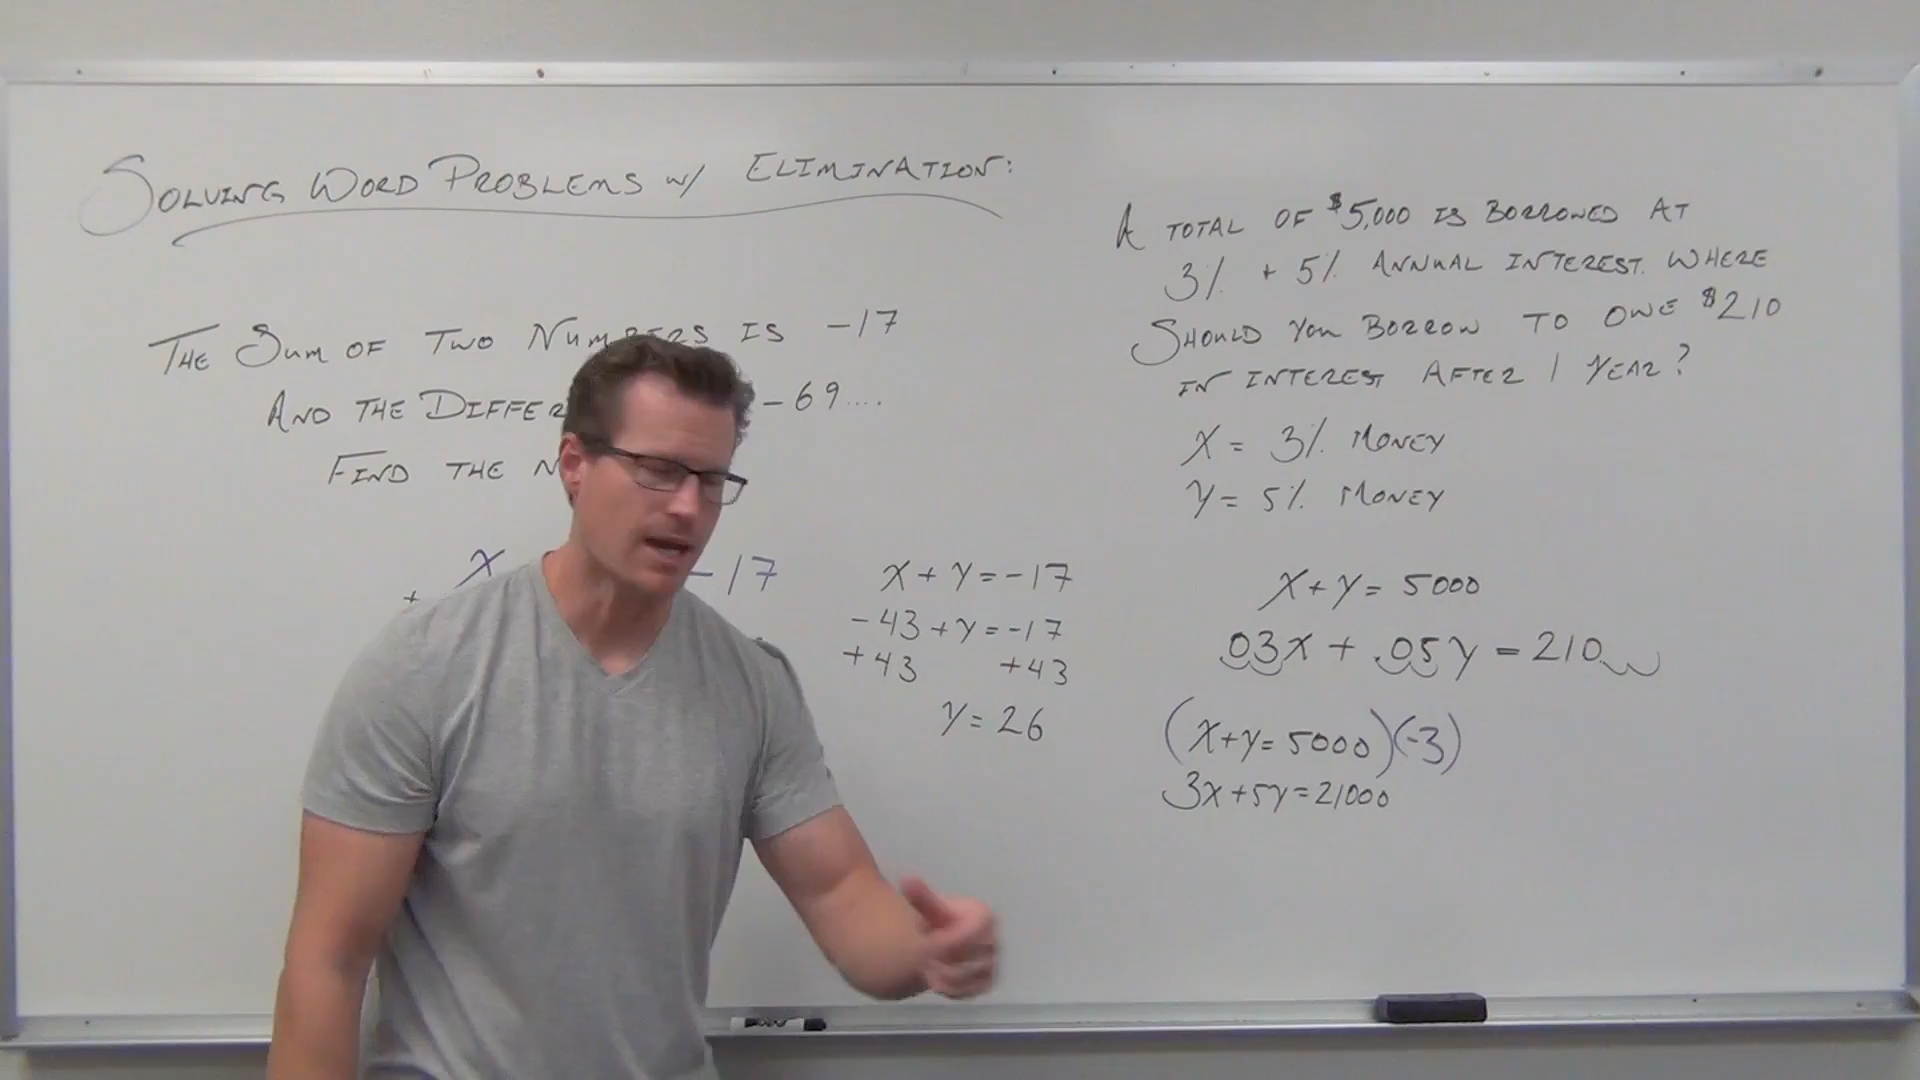 SOLVING WORD PROBLEMS W/ ELIMINATION:
THE SUM OF TWO NUMBERS IS -17
AND THE DIFFE -69....
FIND THE N
X -17
+
X + Y = -17
-43 + Y = -17
+43 +43
Y = 26
A TOTAL OF $5,000 IS BORROWED AT
3% + 5% ANNUAL INTEREST. WHERE
SHOULD YOU BORROW TO OWE $210
IN INTEREST AFTER 1 YEAR?
X = 3% MONEY
Y = 5% MONEY
X + Y = 5000
.03X + .05Y = 210
(X+Y=5000)(-3)
3X+5Y=21000